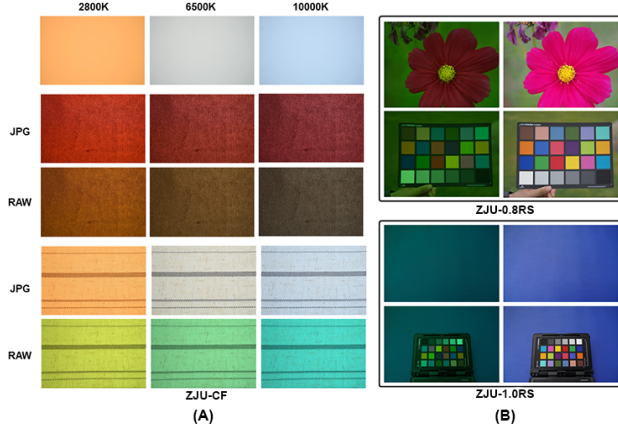 2800K 6500K 10000K
JPG
RAW
JPG
RAW
ZJU-CF
(A)
ZJU-0.8RS
ZJU-1.0RS
(B)